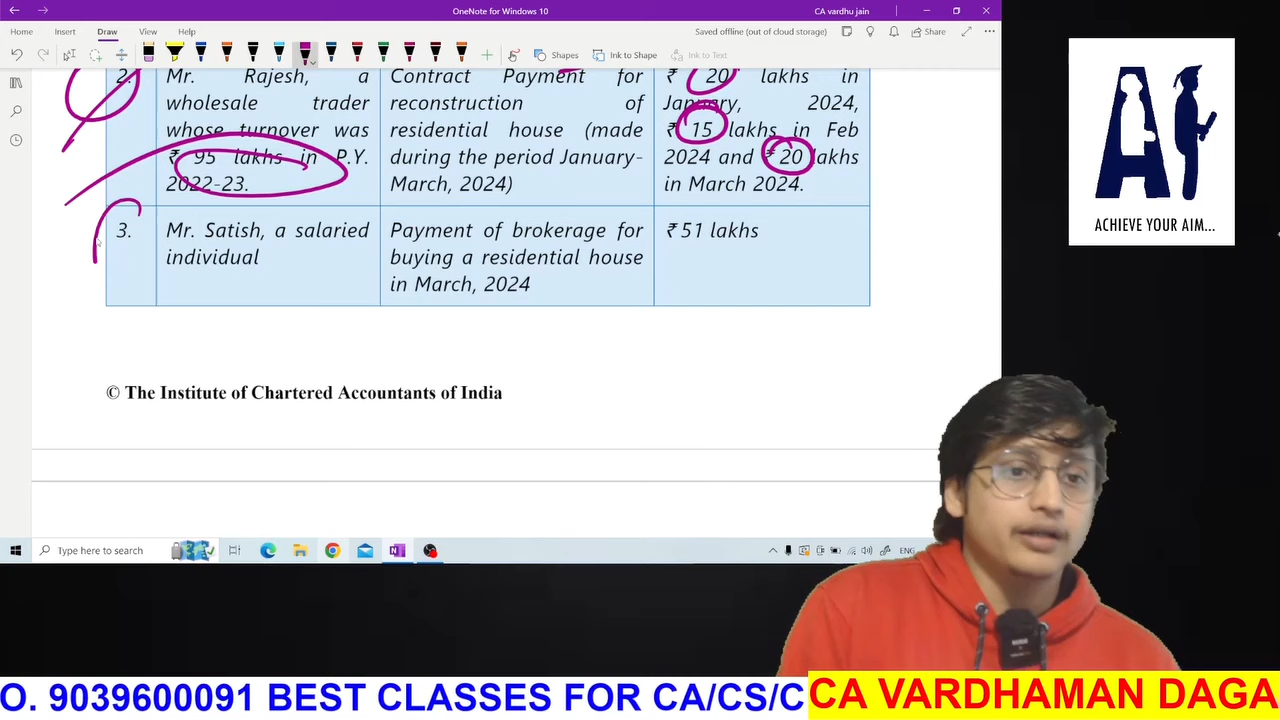 OneNote for Windows 10
CA vardhu jain
Home Insert Draw View Help
Saved offline (out of cloud storage)
Share
Shapes
Ink to Shape
Ink to Text
2. Mr. Rajesh, a Contract Payment for ₹ 20 lakhs in
wholesale trader reconstruction of January, 2024,
whose turnover was residential house (made ₹ 15 lakhs in Feb
₹ 95 lakhs in P.Y. during the period January- 2024 and ₹ 20 lakhs
2022-23. March, 2024) in March 2024.
3. Mr. Satish, a salaried Payment of brokerage for ₹ 51 lakhs
individual buying a residential house
in March, 2024
© The Institute of Chartered Accountants of India
Type here to search
ENG
AI
ACHIEVE YOUR AIM...
O. 9039600091 BEST CLASSES FOR CA/CS/C
CA VARDHAMAN DAGA